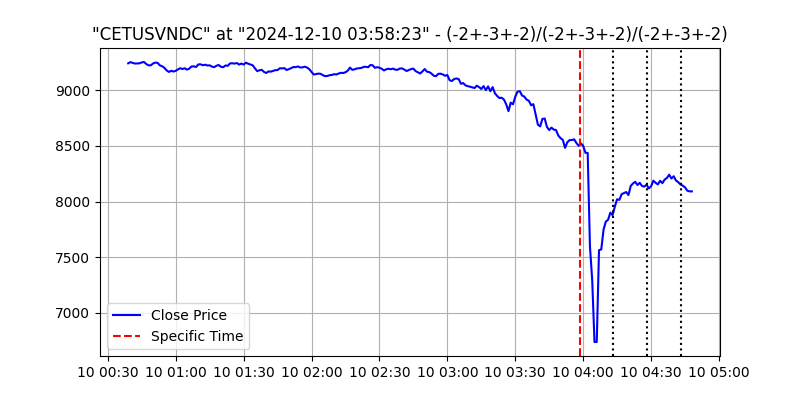 "CETUSVNDC" at "2024-12-10 03:58:23" - (-2+-3+-2)/(-2+-3+-2)/(-2+-3+-2)
9000
8500
8000
7500
7000
Close Price
Specific Time
10 00:30 10 01:00 10 01:30 10 02:00 10 02:30 10 03:00 10 03:30 10 04:00 10 04:30 10 05:00